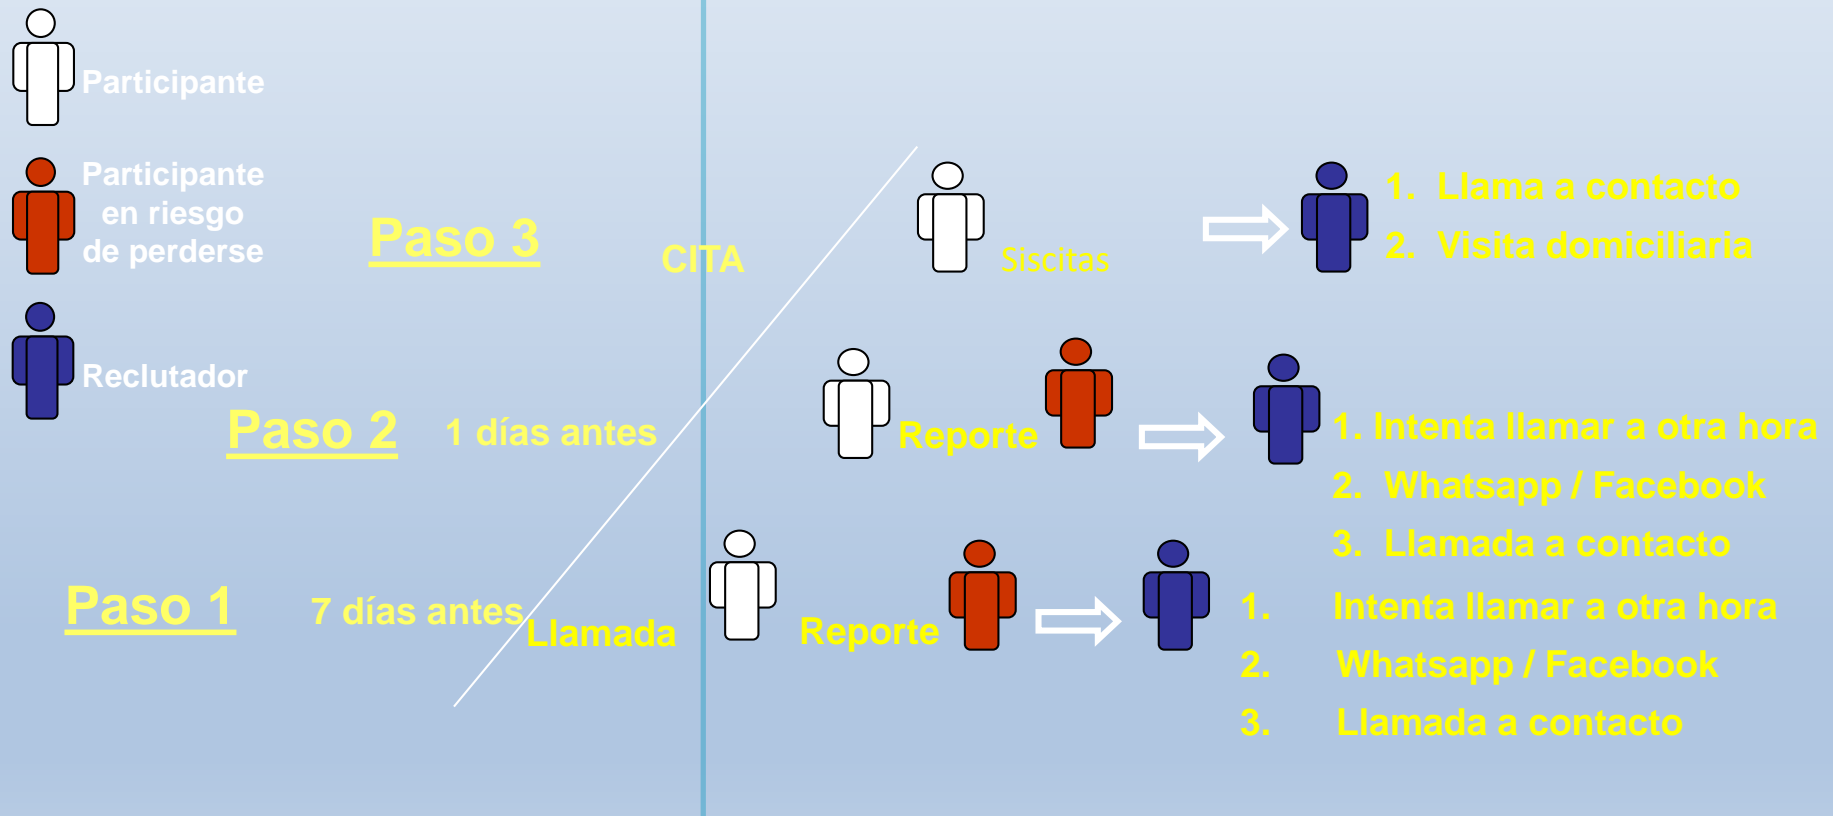 Participante
Participante
en riesgo
de perderse
Reclutador
Paso 3
CITA
Siscitas
1. Llama a contacto
2. Visita domiciliaria
Paso 2
1 días antes
Reporte
1. Intenta llamar a otra hora
2. Whatsapp / Facebook
3. Llamada a contacto
Paso 1
7 días antes
Llamada
Reporte
1. Intenta llamar a otra hora
2. Whatsapp / Facebook
3. Llamada a contacto